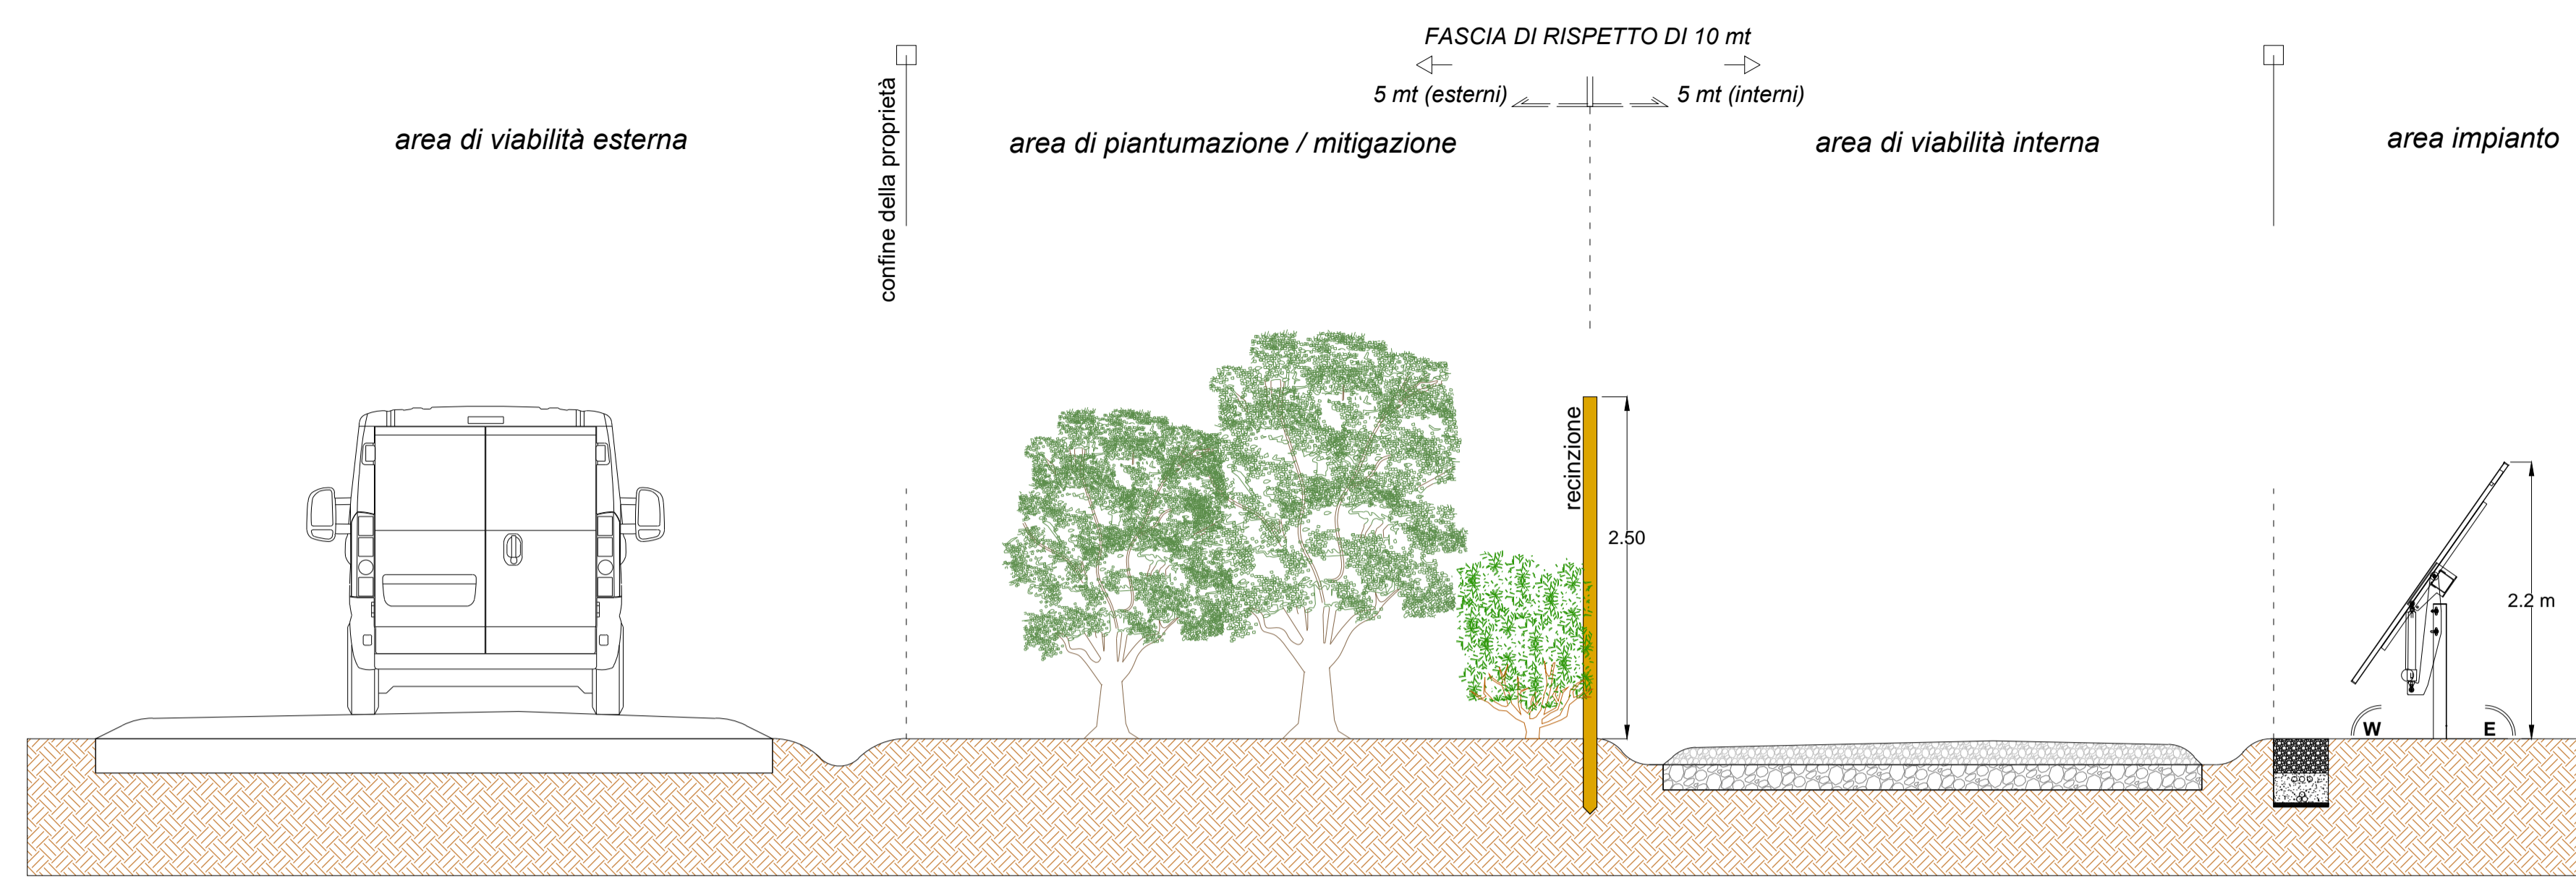 FASCIA DI RISPETTO DI 10 mt
5 mt (esterni)
5 mt (interni)
area di viabilità esterna
confine della proprietà
area di piantumazione / mitigazione
area di viabilità interna
area impianto
recinzione
2.50
2.2 m
W
E